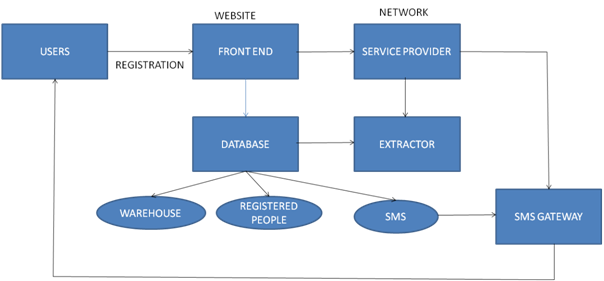 WEBSITE
NETWORK
USERS
REGISTRATION
FRONT END
SERVICE PROVIDER
DATABASE
EXTRACTOR
WAREHOUSE
REGISTERED
PEOPLE
SMS
SMS GATEWAY